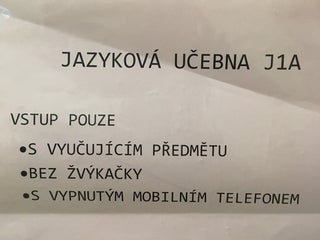 JAZYKOVÁ UČEBNA J1A
VSTUP POUZE
•S VYUČUJÍCÍM PŘEDMĚTU
•BEZ ŽVÝKAČKY
•S VYPNUTÝM MOBILNÍM TELEFONEM